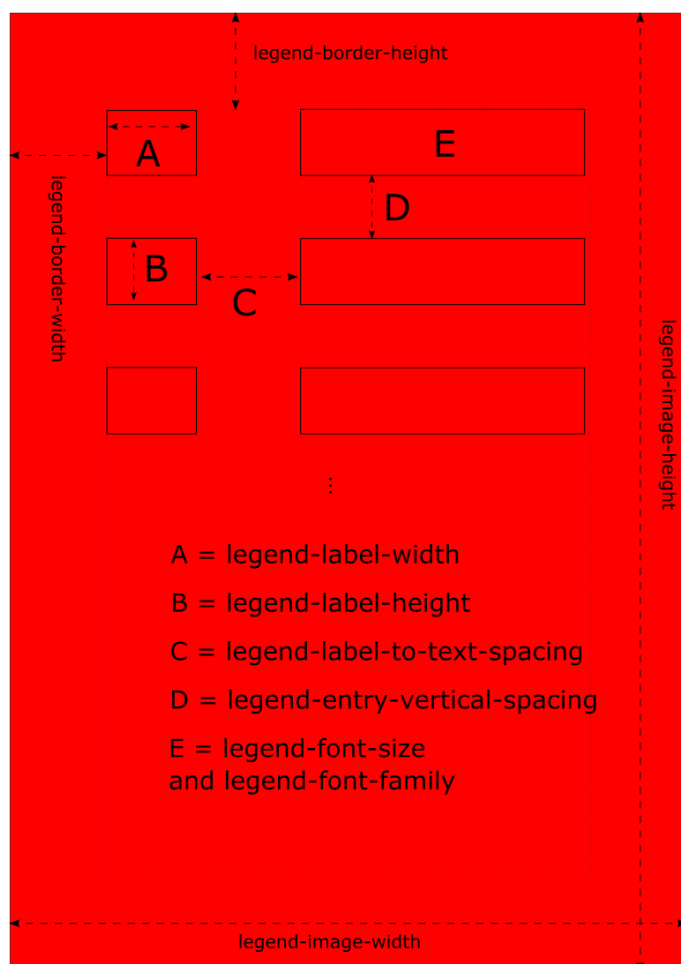 legend-border-height
A
E
legend-border-width
D
B
C
legend-image-height
...
A = legend-label-width
B = legend-label-height
C = legend-label-to-text-spacing
D = legend-entry-vertical-spacing
E = legend-font-size
and legend-font-family
legend-image-width